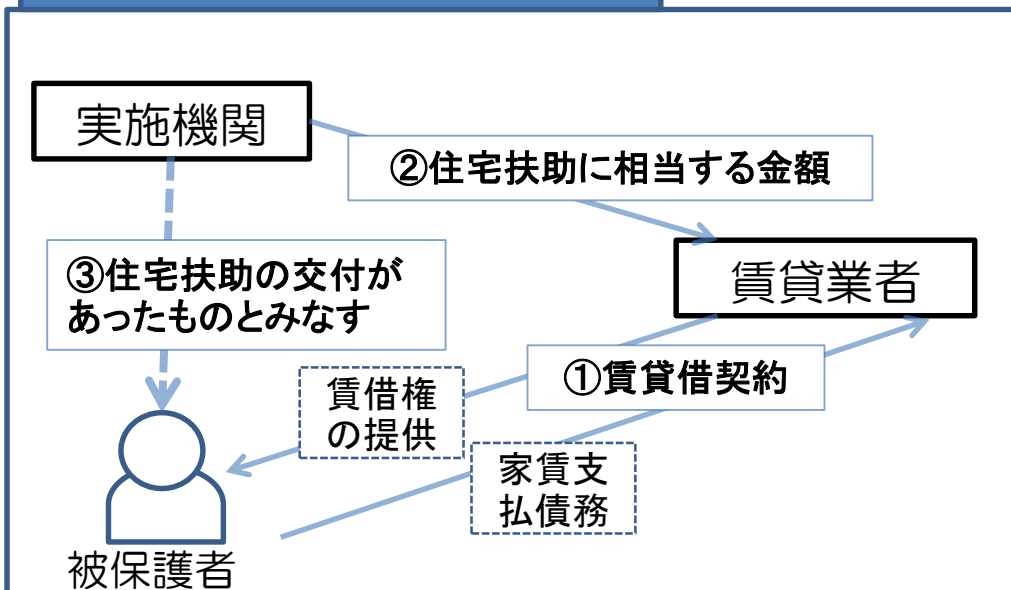 実施機関
②住宅扶助に相当する金額
③住宅扶助の交付が
あったものとみなす
賃貸業者
①賃貸借契約
賃借権
の提供
家賃支
払債務
被保護者